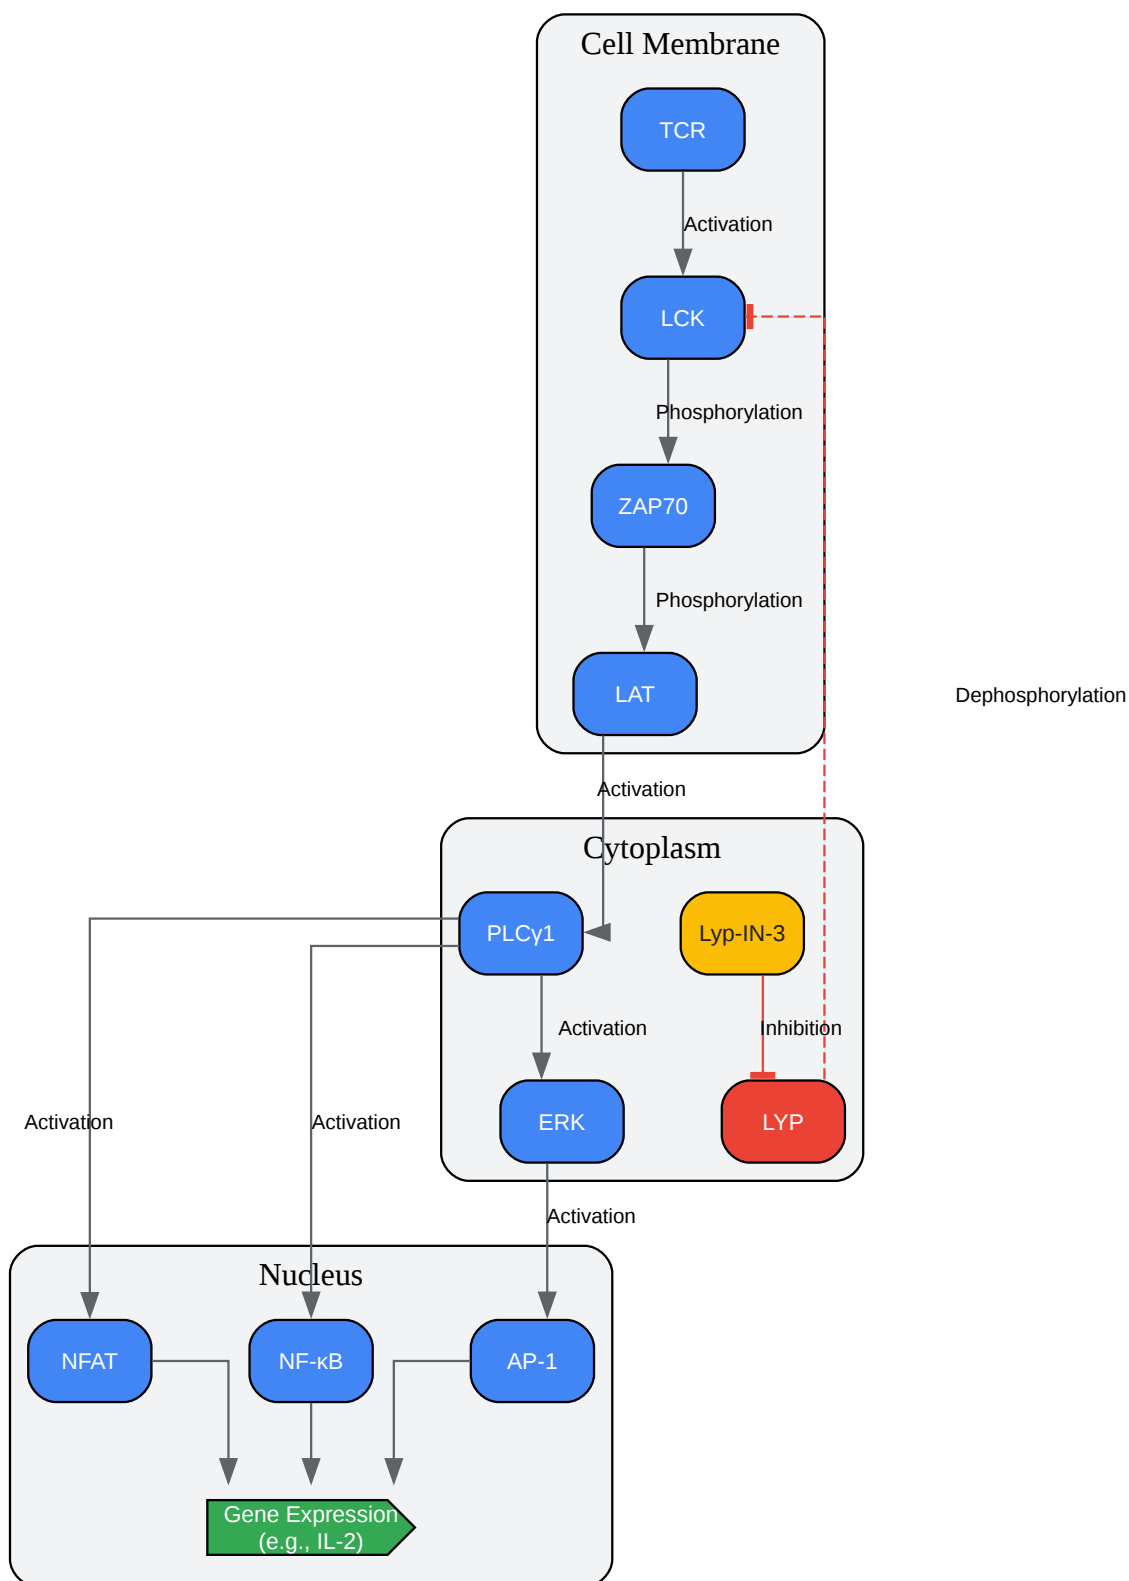 Cell Membrane
TCR
Activation
LCK
Phosphorylation
ZAP70
Phosphorylation
LAT
Dephosphorylation
Activation
Cytoplasm
PLCγ1
Lyp-IN-3
Activation
Inhibition
Activation
Activation
ERK
LYP
Activation
Nucleus
NFAT
NF-κB
AP-1
Gene Expression
(e.g., IL-2)